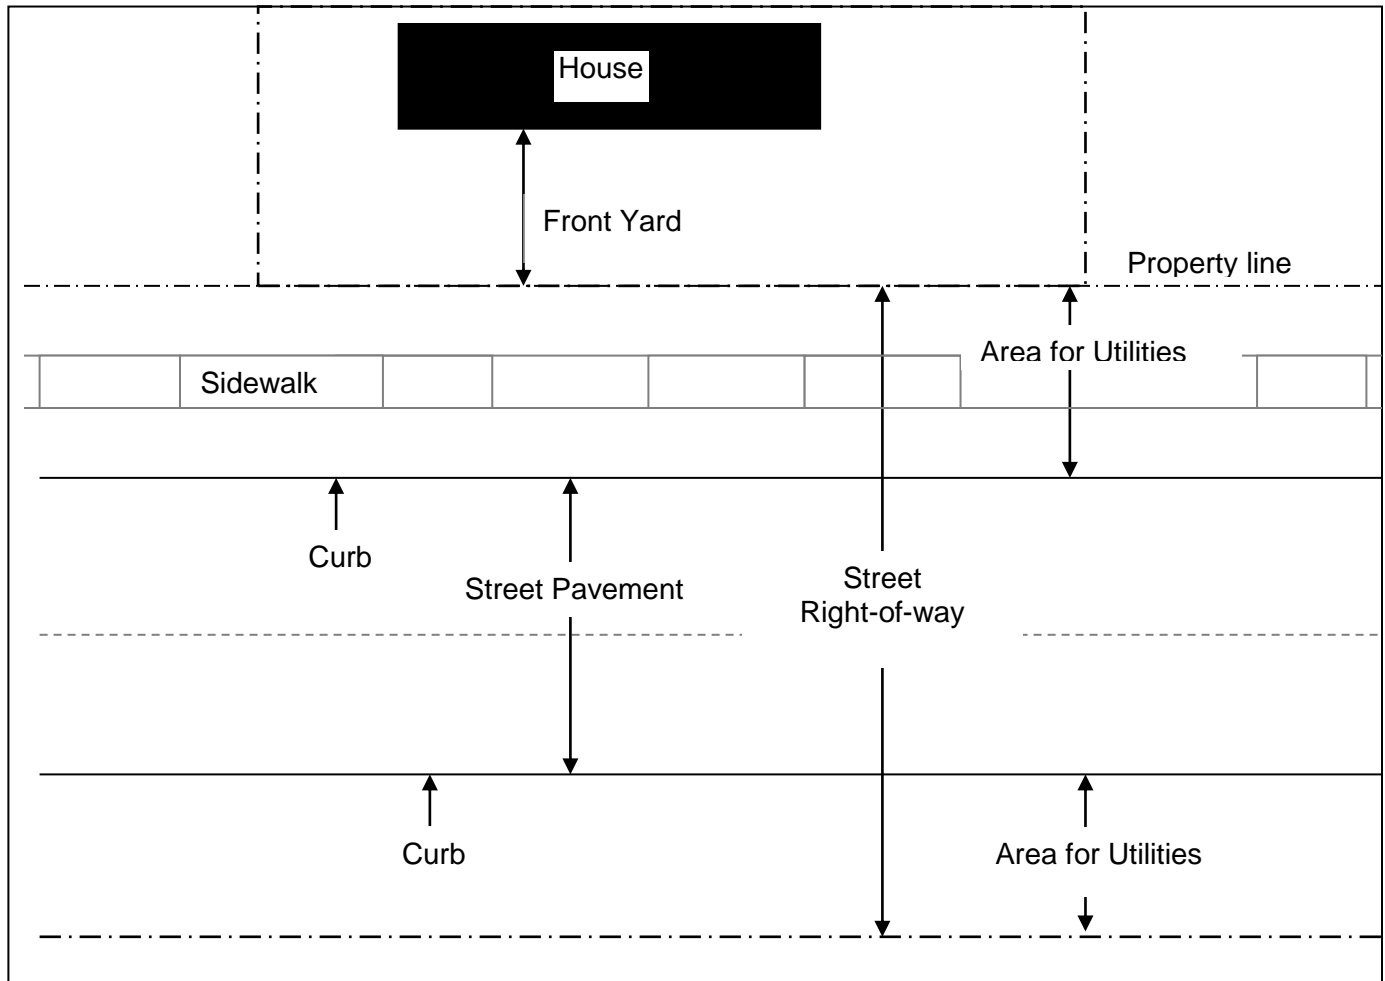 House
Front Yard
Property line
Area for Utilities
Sidewalk
Curb
Street Pavement
Street
Right-of-way
Curb
Area for Utilities